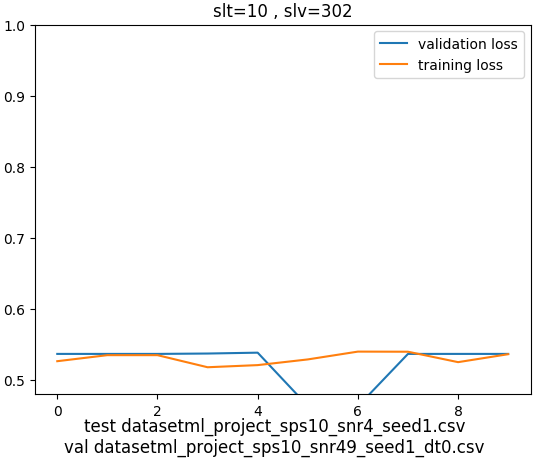 slt=10 , slv=302
validation loss
training loss
1.0
0.9
0.8
0.7
0.6
0.5
0 2 4 6 8
test datasetml_project_sps10_snr4_seed1.csv
val datasetml_project_sps10_snr49_seed1_dt0.csv